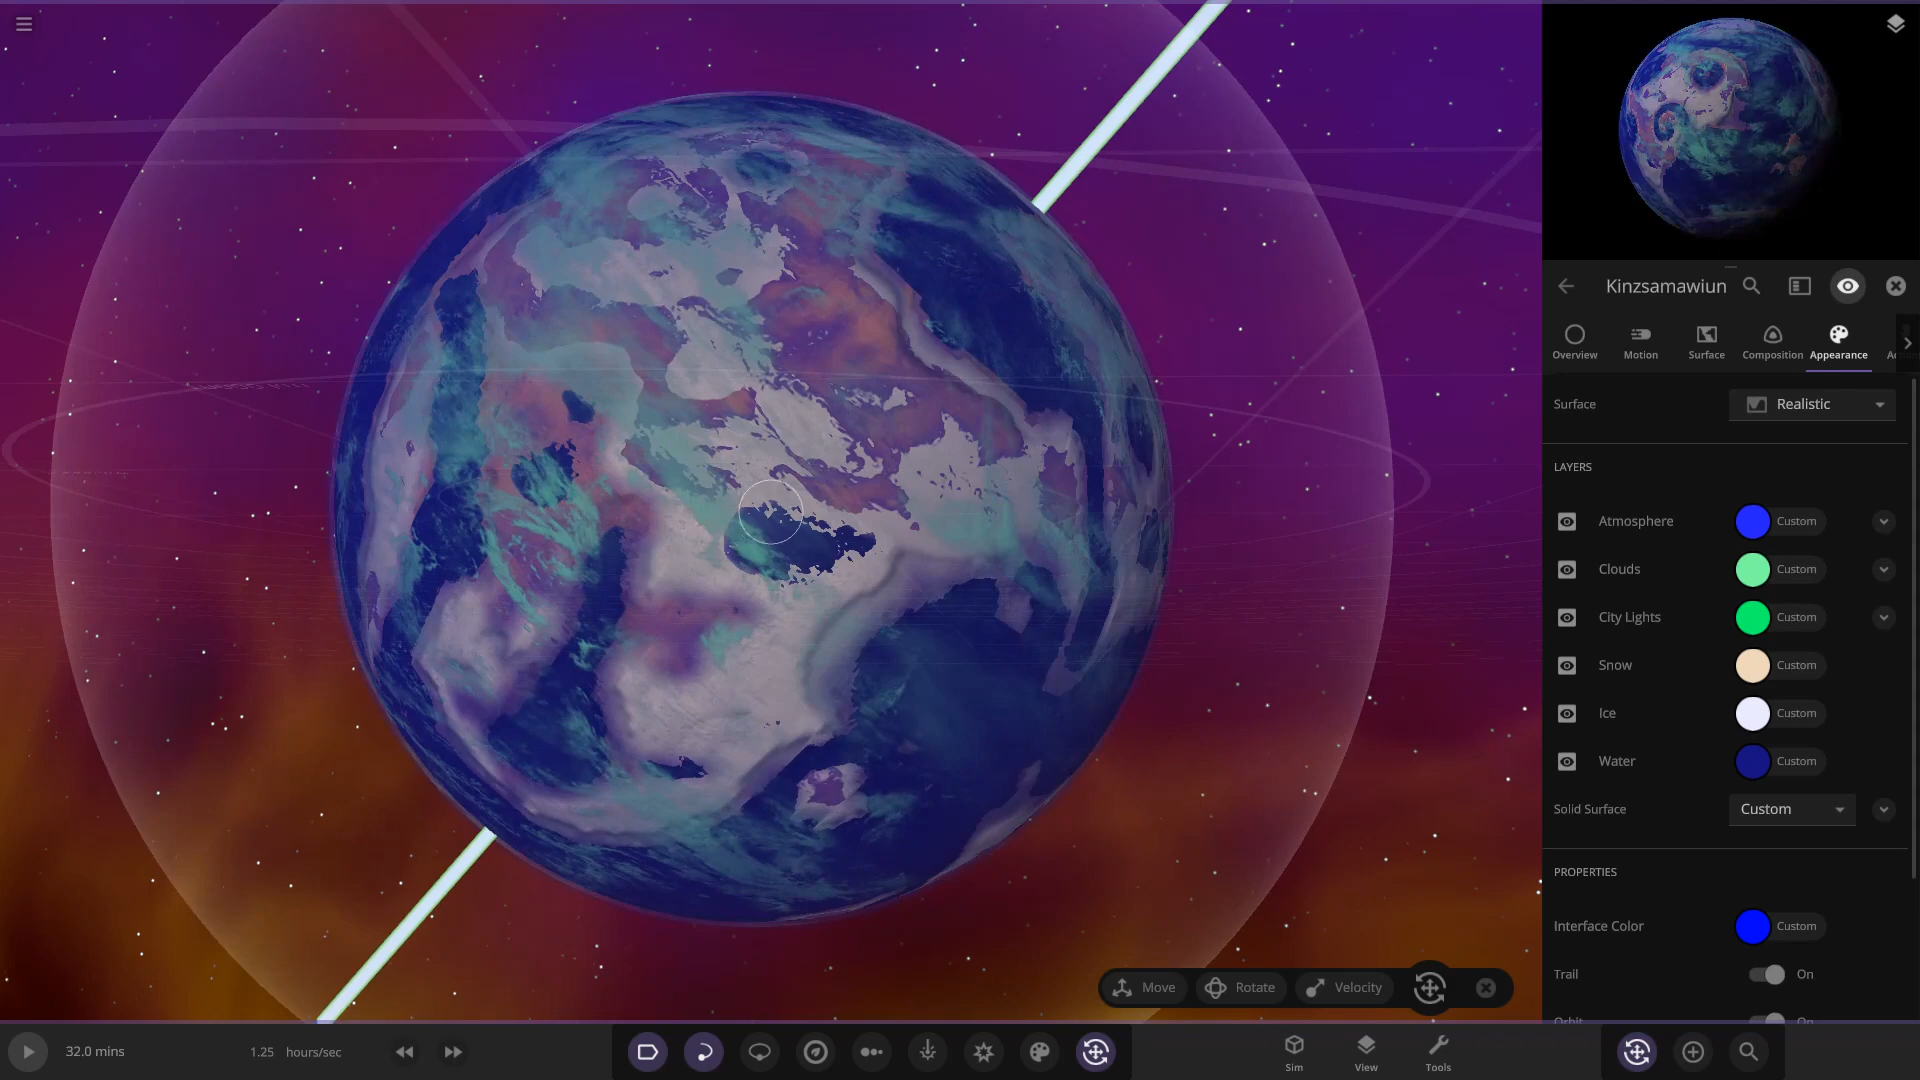 Kinzsamawiun
Overview
Motion
Surface
Composition
Appearance
Surface
Realistic
LAYERS
Atmosphere
Custom
Clouds
Custom
City Lights
Custom
Snow
Custom
Ice
Custom
Water
Custom
Solid Surface
Custom
PROPERTIES
Interface Color
Custom
Trail
On
Orbit
On
Move
Rotate
Velocity
32.0 mins
1.25 hours/sec
Sim
View
Tools